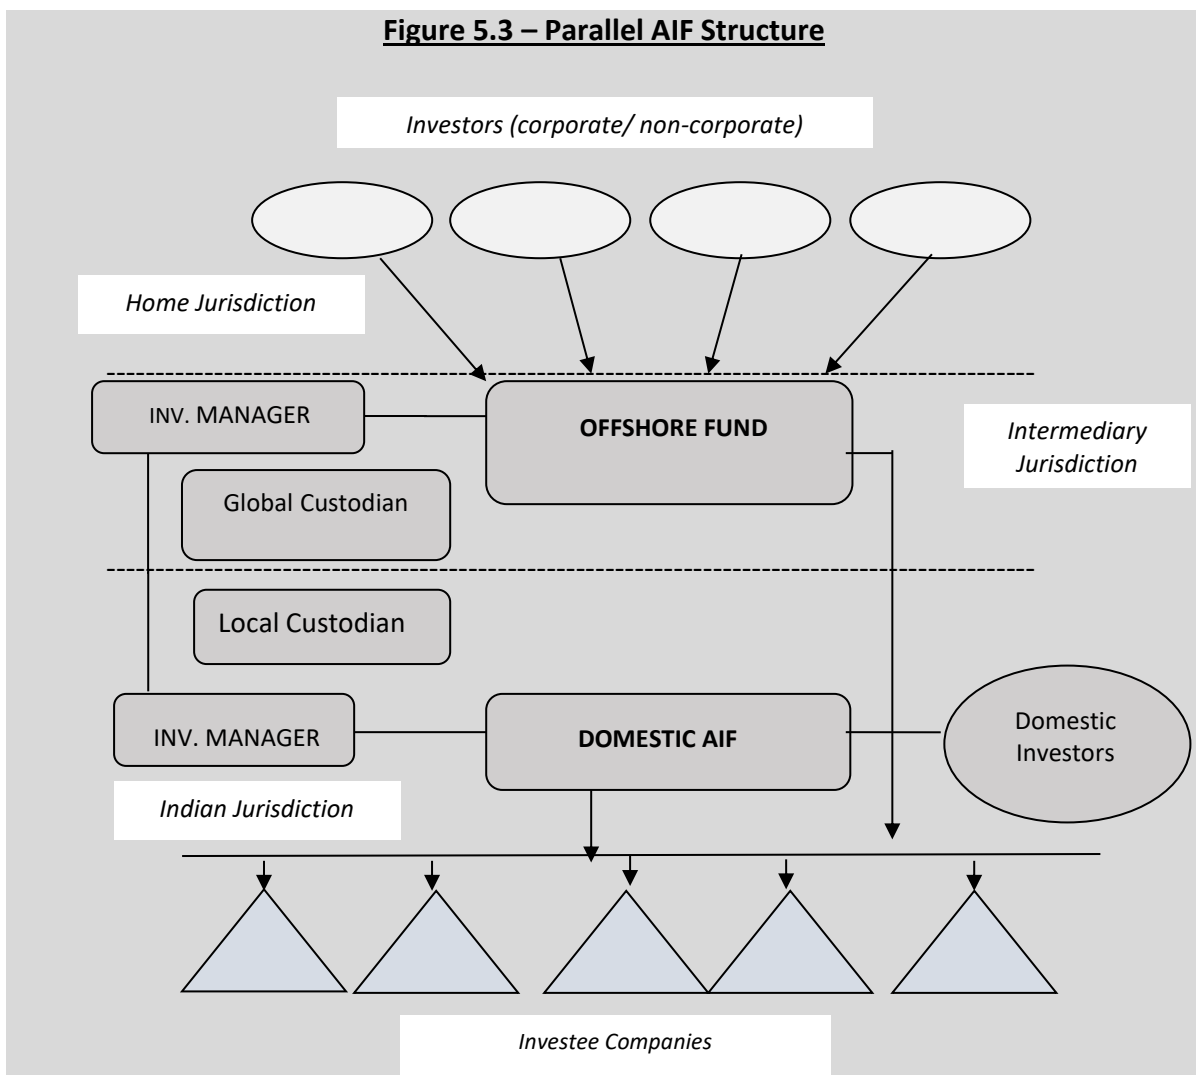 Figure 5.3 – Parallel AIF Structure
Investors (corporate/ non-corporate)
Home Jurisdiction
INV. MANAGER
OFFSHORE FUND
Intermediary
Jurisdiction
Global Custodian
Local Custodian
INV. MANAGER
DOMESTIC AIF
Domestic
Investors
Indian Jurisdiction
Investee Companies